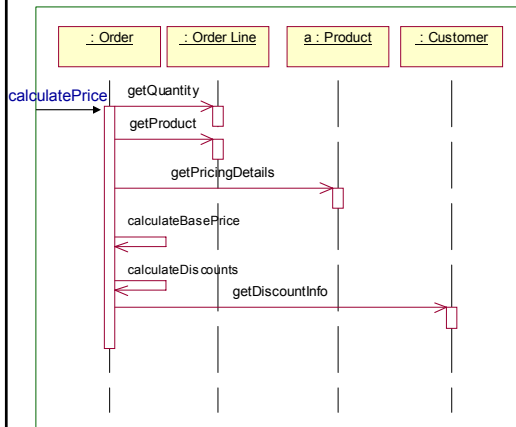 : Order
: Order Line
a : Product
: Customer
calculatePrice
getQuantity
getProduct
getPricingDetails
calculateBasePrice
calculateDiscounts
getDiscountInfo